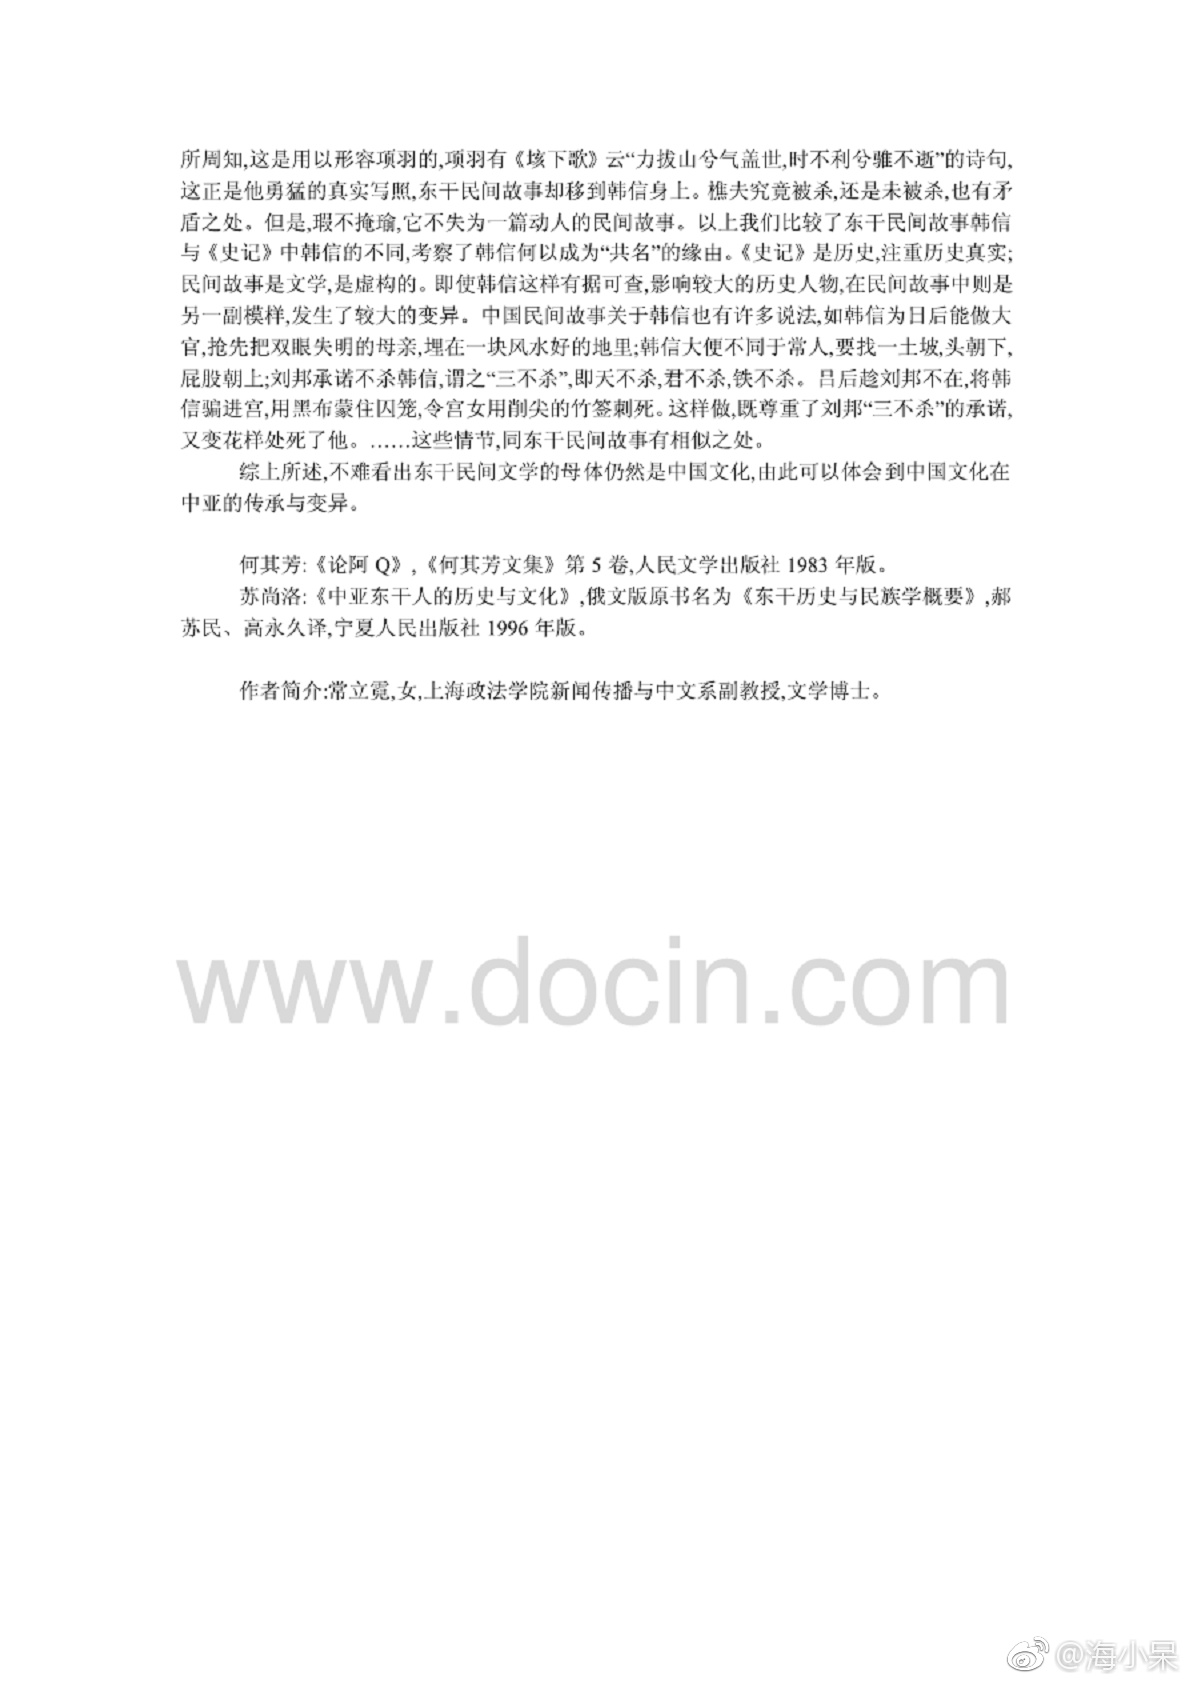 所周知,这是用以形容项羽的,项羽有《垓下歌》云“力拔山兮气盖世,时不利兮骓不逝”的诗句,
这正是他勇猛的真实写照,东干民间故事却移到韩信身上。樵夫究竟被杀,还是未被杀,也有矛
盾之处。但是,瑕不掩瑜,它不失为一篇动人的民间故事。以上我们比较了东干民间故事韩信
与《史记》中韩信的不同,考察了韩信何以成为“共名”的缘由。《史记》是历史,注重历史真实;
民间故事是文学,是虚构的。即使韩信这样有据可查,影响较大的历史人物,在民间故事中则是
另一副模样,发生了较大的变异。中国民间故事关于韩信也有许多说法,如韩信为日后能做大
官,抢先把双眼失明的母亲,埋在一块风水好的地里;韩信大便不同于常人,要找一土坡,头朝下,
屁股朝上;刘邦承诺不杀韩信,谓之“三不杀”,即天不杀,君不杀,铁不杀。吕后趁刘邦不在,将韩
信骗进宫,用黑布蒙住囚笼,令宫女用削尖的竹签刺死。这样做,既尊重了刘邦“三不杀”的承诺,
又变花样处死了他。……这些情节,同东干民间故事有相似之处。
综上所述,不难看出东干民间文学的母体仍然是中国文化,由此可以体会到中国文化在
中亚的传承与变异。
何其芳:《论阿 Q》,《何其芳文集》第 5 卷,人民文学出版社 1983 年版。
苏尚洛:《中亚东干人的历史与文化》,俄文版原书名为《东干历史与民族学概要》,郝
苏民、高永久译,宁夏人民出版社 1996 年版。
作者简介:常立霓,女,上海政法学院新闻传播与中文系副教授,文学博士。
www.docin.com
@海小呆